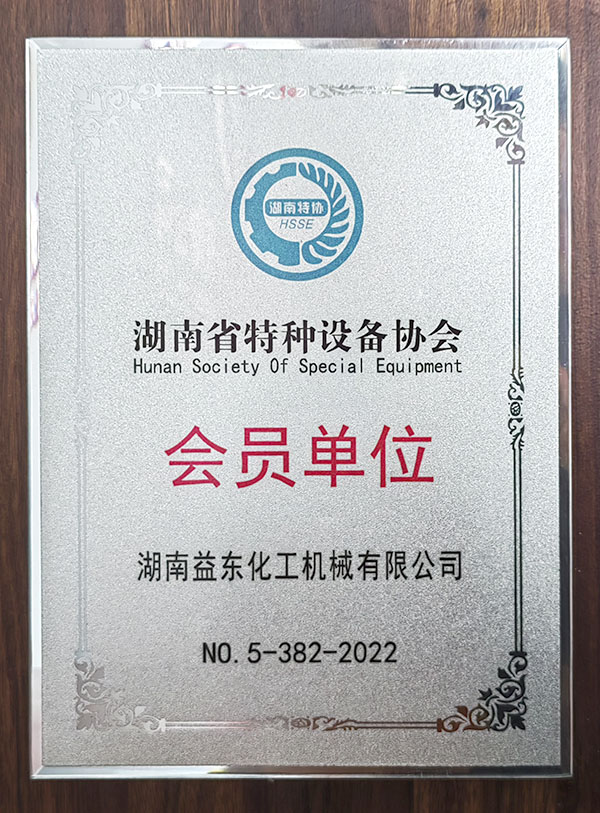 湖南特协
HSSE
湖南省特种设备协会
Hunan Society Of Special Equipment
会员单位
湖南益东化工机械有限公司
NO.5-382-2022